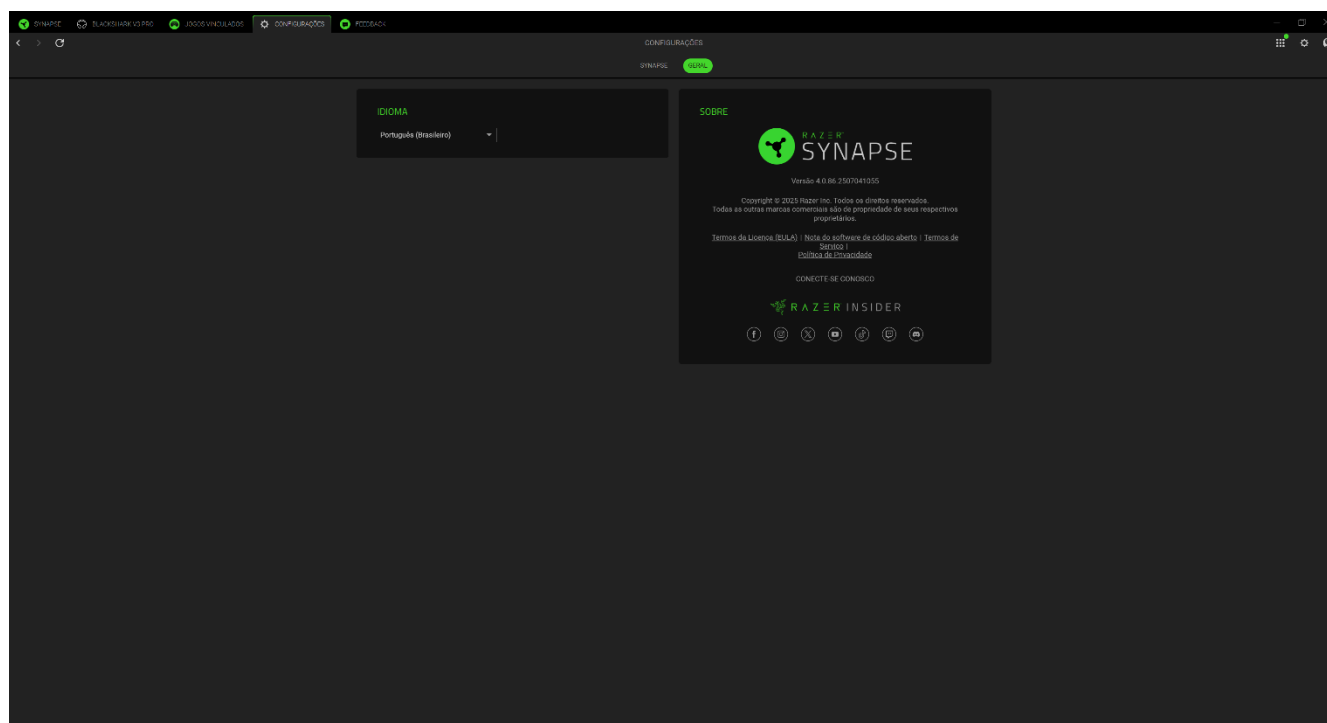 SYNAPSE
BLACKSHARK V3 PRO
JOGOS VINCULADOS
CONFIGURAÇÕES
FEEDBACK
CONFIGURAÇÕES
SYNAPSE
GERAL
IDIOMA
Português (Brasileiro)
SOBRE
RAZER
SYNAPSE
Versão 4.0.86.2507041055
Copyright © 2025 Razer Inc. Todos os direitos reservados.
Todas as outras marcas comerciais são de propriedade de seus respectivos
proprietários.
Termos da Licença (EULA) | Note do software de código aberto | Termos de
Serviço |
Política de Privacidade
CONECTE-SE CONOSCO
RAZER INSIDER